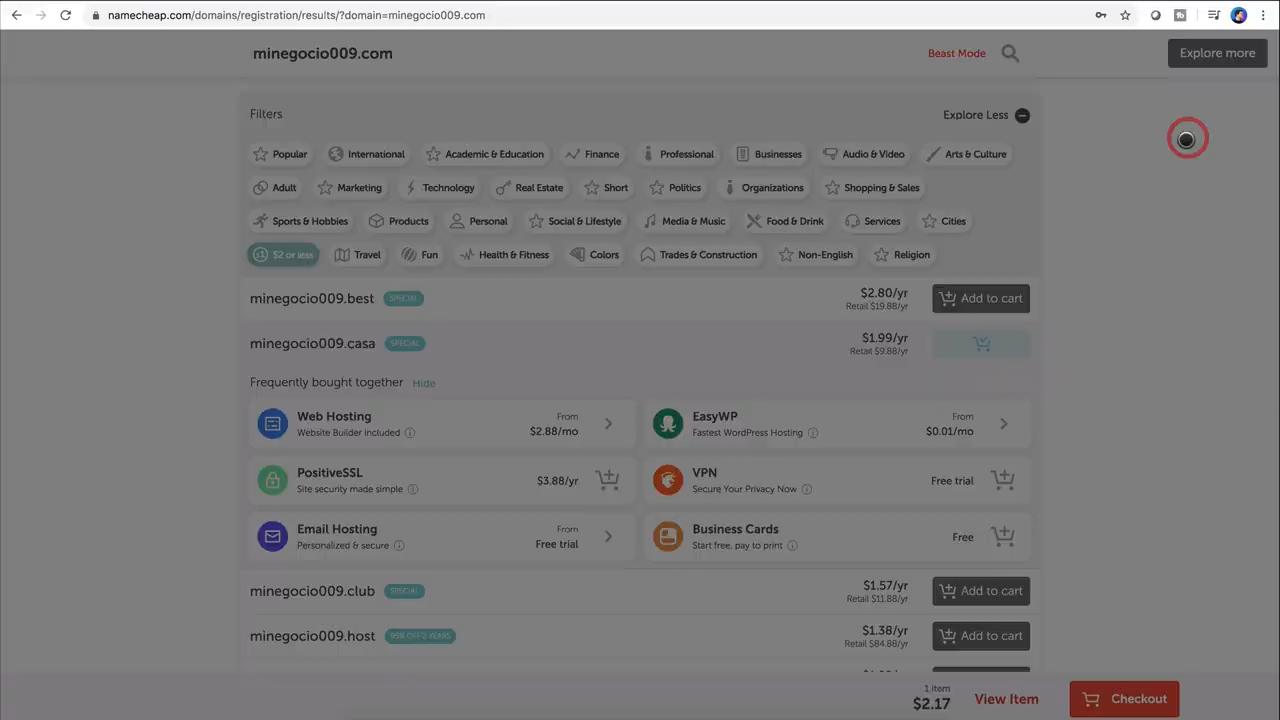 namecheap.com/domains/registration/results/?domain=minegocio009.com
minegocio009.com
Beast Mode
Explore more
Filters
Explore Less
Popular International Academic & Education Finance Professional Businesses Audio & Video Arts & Culture
Adult Marketing Technology Real Estate Short Politics Organizations Shopping & Sales
Sports & Hobbies Products Personal Social & Lifestyle Media & Music Food & Drink Services Cities
$1 $2 or less Travel Fun Health & Fitness Colors Trades & Construction Non-English Religion
minegocio009.best SPECIAL $2.80/yr Add to cart
Retail $19.88/yr
minegocio009.casa SPECIAL $1.99/yr
Retail $9.88/yr
Frequently bought together Hide
Web Hosting
Website Builder Included
From
$2.88/mo
EasyWP
Fastest WordPress Hosting
From
$0.01/mo
PositiveSSL
Site security made simple
$3.88/yr
VPN
Secure Your Privacy Now
Free trial
Email Hosting
Personalized & secure
From
Free trial
Business Cards
Start free, pay to print
Free
minegocio009.club SPECIAL $1.57/yr Add to cart
Retail $11.88/yr
minegocio009.host 95% OFF 2 YEARS $1.38/yr Add to cart
Retail $84.88/yr
1 item
$2.17
View Item
Checkout